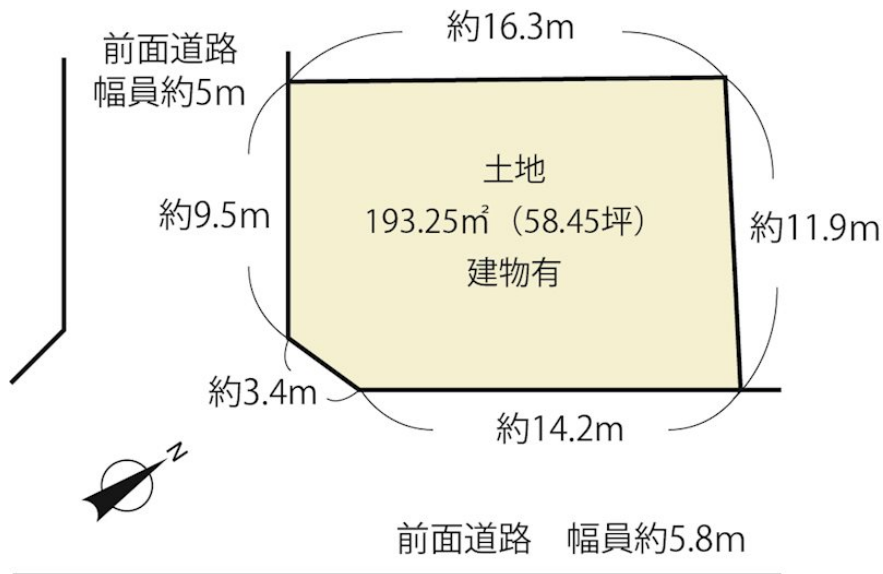 約16.3m
前面道路
幅員約5m
土地
193.25㎡（58.45坪）
建物有
約9.5m
約11.9m
約3.4m
約14.2m
N
前面道路　幅員約5.8m